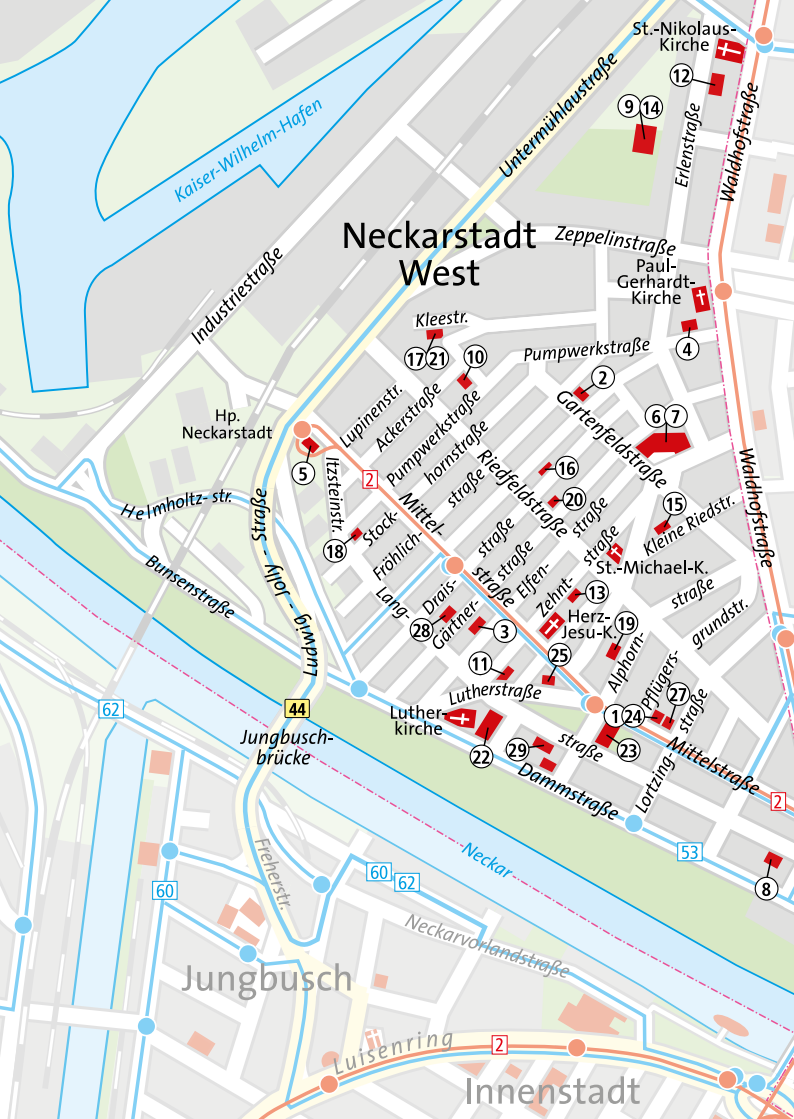 St.-Nikolaus-
Kirche
12
9
14
Untermühlaustraße
Erlenstraße
Waldhofstraße
Kaiser-Wilhelm-Hafen
Neckarstadt
West
Zeppelinstraße
Paul-
Gerhardt-
Kirche
4
Industriestraße
Kleestr.
17
21
10
Pumpwerkstraße
2
Gartenfeldstraße
6
7
Hp.
Neckarstadt
5
Lupinenstr.
Ackerstraße
Pumpwerkstraße
Riedfeldstraße
16
20
15
Kleine Riedstr.
Waldhofstraße
2
Itzsteinstr.
18
Stock-
hornstraße
Fröhlich-
straße
Mittel-
straße
Lang-
straße
Drais-
straße
Gärtner-
straße
Elfen-
straße
Zehnt-
straße
St.-Michael-K.
13
Herz-
Jesu-K.
19
Alphorn-
straße
Pflügers-
grundstr.
Helmholtz-str.
Bunsenstraße
Ludwig - Jolly - Straße
28
3
11
25
Lutherstraße
Luther-
kirche
22
29
1
24
27
23
Mittelstraße
2
Lortzing-
straße
Dammstraße
62
44
Jungbusch-
brücke
Neckar
53
8
60
60
62
Freherstr.
Neckarvorlandstraße
Jungbusch
Luisenring
2
Innenstadt